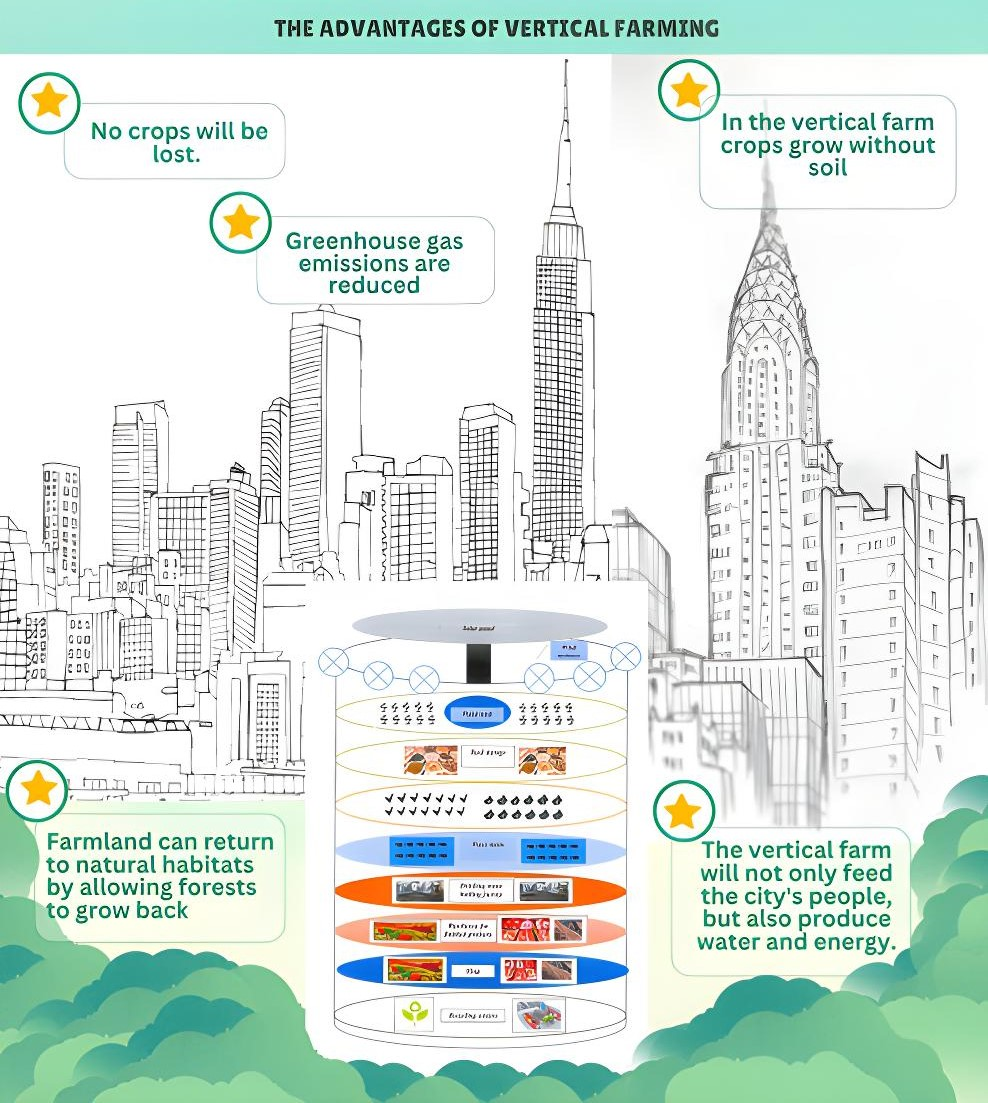 THE ADVANTAGES OF VERTICAL FARMING
No crops will be
lost.
In the vertical farm
crops grow without
soil
Greenhouse gas
emissions are
reduced
Farmland can return
to natural habitats
by allowing forests
to grow back
The vertical farm
will not only feed
the city's people,
but also produce
water and energy.